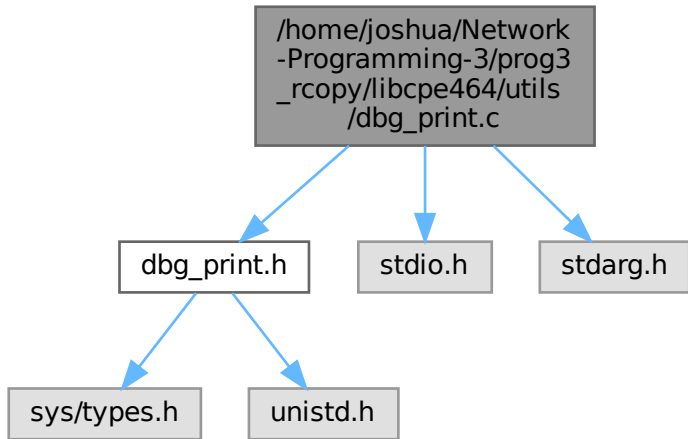 /home/joshua/Network
-Programming-3/prog3
_rcopy/libcpe464/utils
/dbg_print.c
dbg_print.h
stdio.h
stdarg.h
sys/types.h
unistd.h